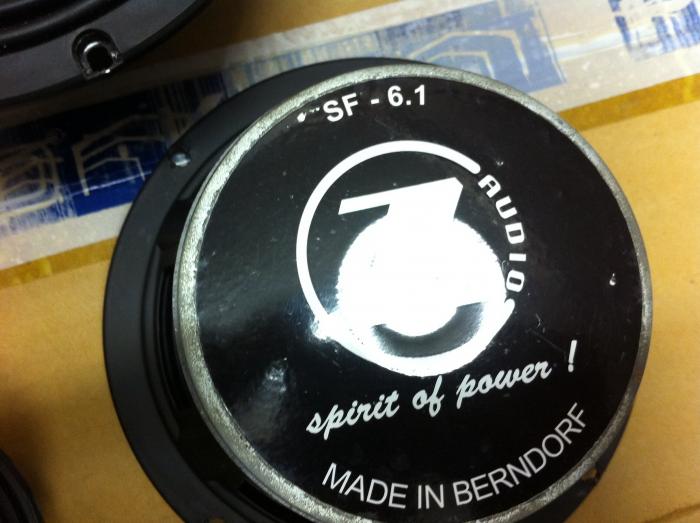 SF - 6.1
AUDIO
spirit of power !
MADE IN BERNDORF